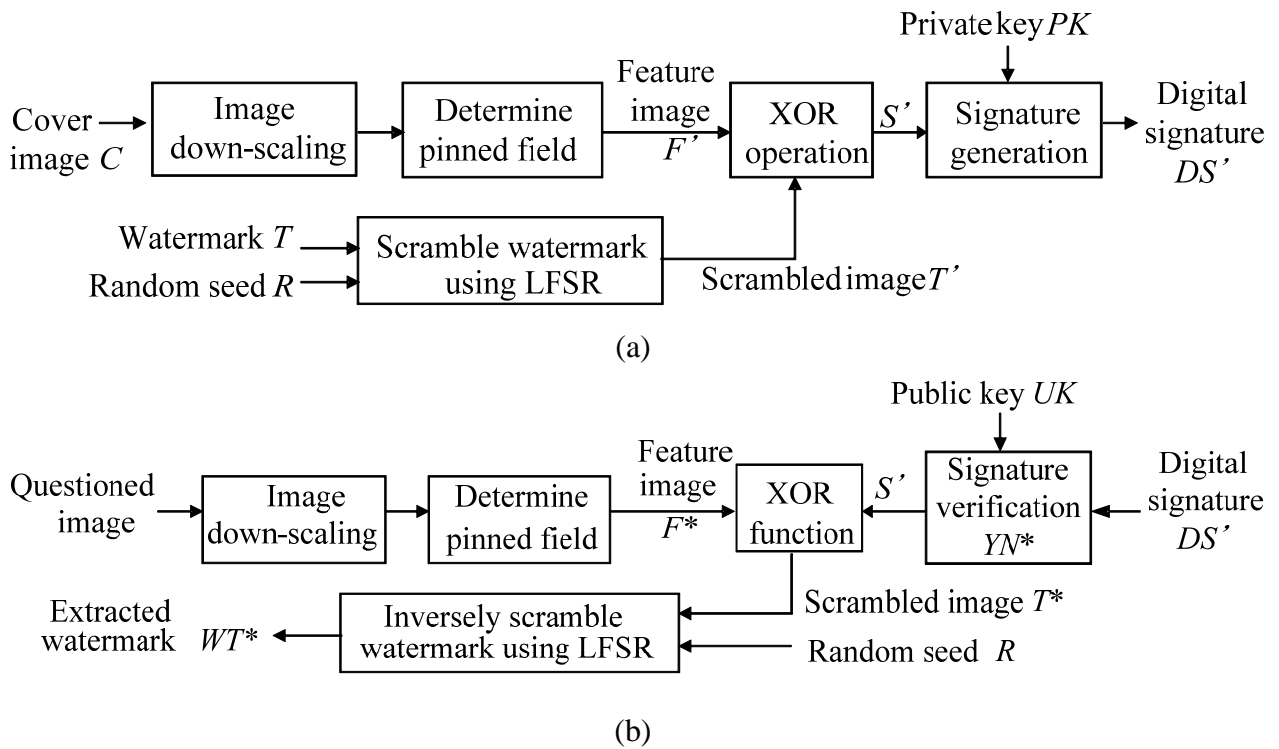 Private key PK
Cover
image C
Image
down-scaling
Determine
pinned field
Feature
image
F'
XOR
operation
S'
Signature
generation
Digital
signature
DS'
Watermark T
Random seed R
Scramble watermark
using LFSR
Scrambled image T'
(a)
Public key UK
Questioned
image
Image
down-scaling
Determine
pinned field
Feature
image
F*
XOR
function
S'
Signature
verification
YN*
Digital
signature
DS'
Extracted
watermark WT*
Inversely scramble
watermark using LFSR
Scrambled image T*
Random seed R
(b)